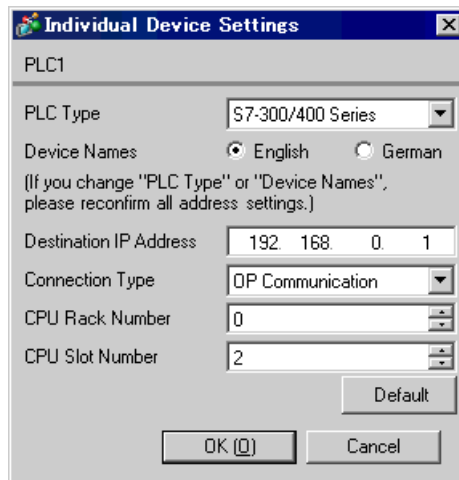 Individual Device Settings
PLC1
PLC Type S7-300/400 Series
Device Names English German
(If you change "PLC Type" or "Device Names",
please reconfirm all address settings.)
Destination IP Address 192. 168. 0. 1
Connection Type OP Communication
CPU Rack Number 0
CPU Slot Number 2
Default
OK (O) Cancel